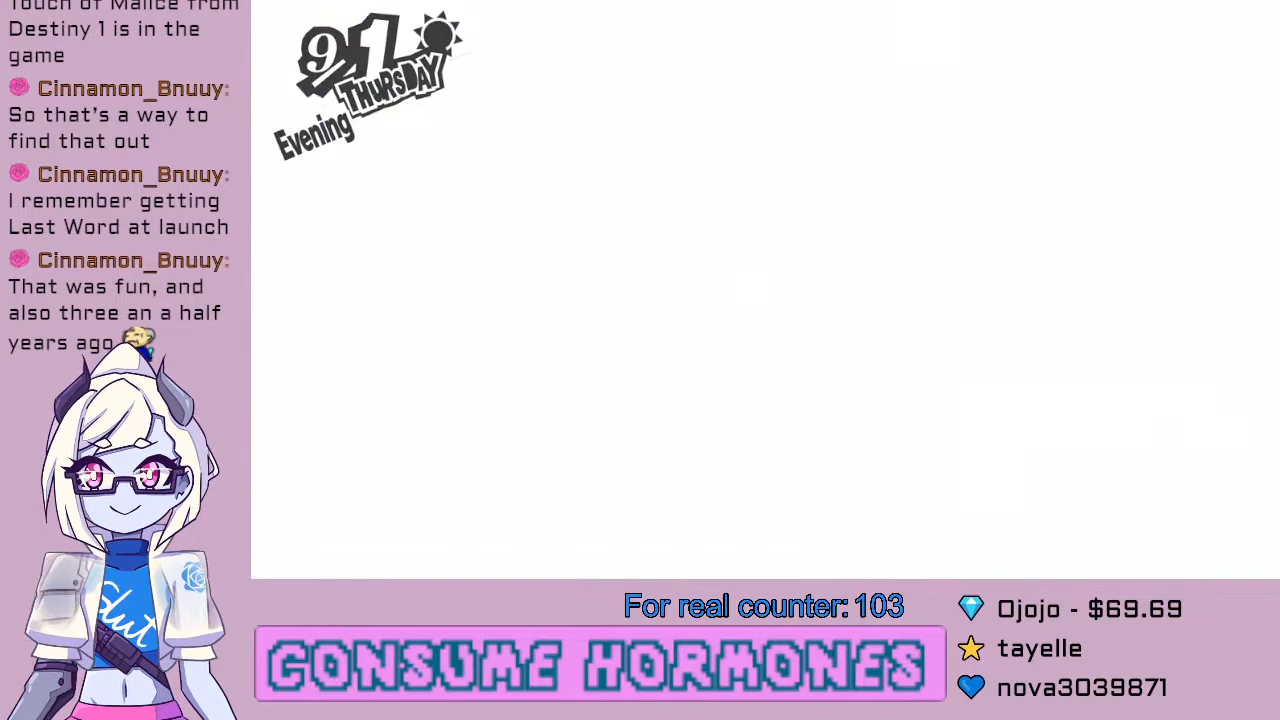 Touch of Malice from
Destiny 1 is in the
game
Cinnamon_Bnuuy:
So that's a way to
find that out
Cinnamon_Bnuuy:
I remember getting
Last Word at launch
Cinnamon_Bnuuy:
That was fun, and
also three an a half
years ago
9/1
THURSDAY
Evening
Slut
For real counter: 103
CONSUME HORMONES
Ojojo - $69.69
tayelle
nova3039871